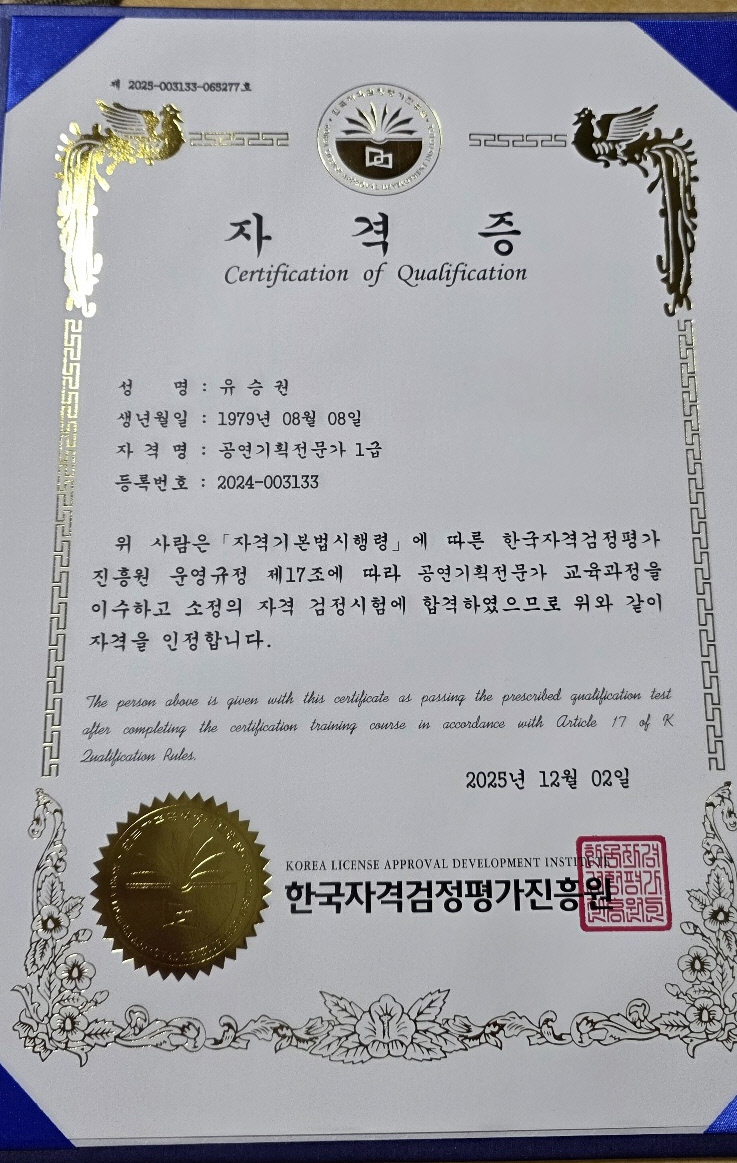 제 2025-003133-065277호
자 격 증
Certification of Qualification
성 명 : 유 승 권
생년월일 : 1979년 08월 08일
자 격 명 : 공연기획전문가 1급
등록번호 : 2024-003133
위 사람은「자격기본법시행령」에 따른 한국자격검정평가
진흥원 운영규정 제17조에 따라 공연기획전문가 교육과정을
이수하고 소정의 자격 검정시험에 합격하였으므로 위와 같이
자격을 인정합니다.
The person above is given with this certificate as passing the prescribed qualification test
after completing the certification training course in accordance with Article 17 of K
Qualification Rules.
2025년 12월 02일
KOREA LICENSE APPROVAL DEVELOPMENT INSTITUTE
한국자격검정평가진흥원